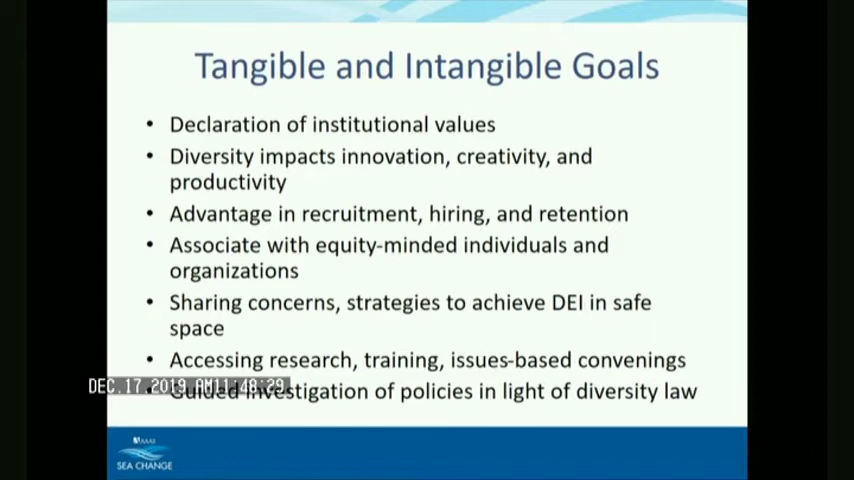 Tangible and Intangible Goals
• Declaration of institutional values
• Diversity impacts innovation, creativity, and
productivity
• Advantage in recruitment, hiring, and retention
• Associate with equity-minded individuals and
organizations
• Sharing concerns, strategies to achieve DEI in safe
space
• Accessing research, training, issues-based convenings
DEC.17.2019 AM11:48:29
• Guided investigation of policies in light of diversity law
AAAS
SEA CHANGE